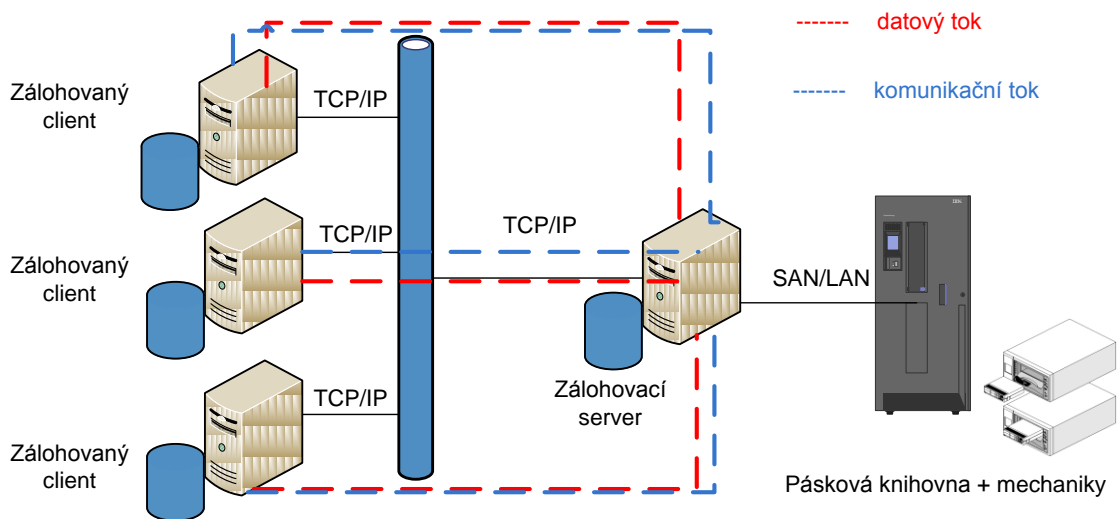 datový tok
komunikační tok
Zálohovaný
client
TCP/IP
Zálohovaný
client
TCP/IP
TCP/IP
Zálohovaný
client
TCP/IP
Zálohovací
server
SAN/LAN
IBM
Pásková knihovna + mechaniky